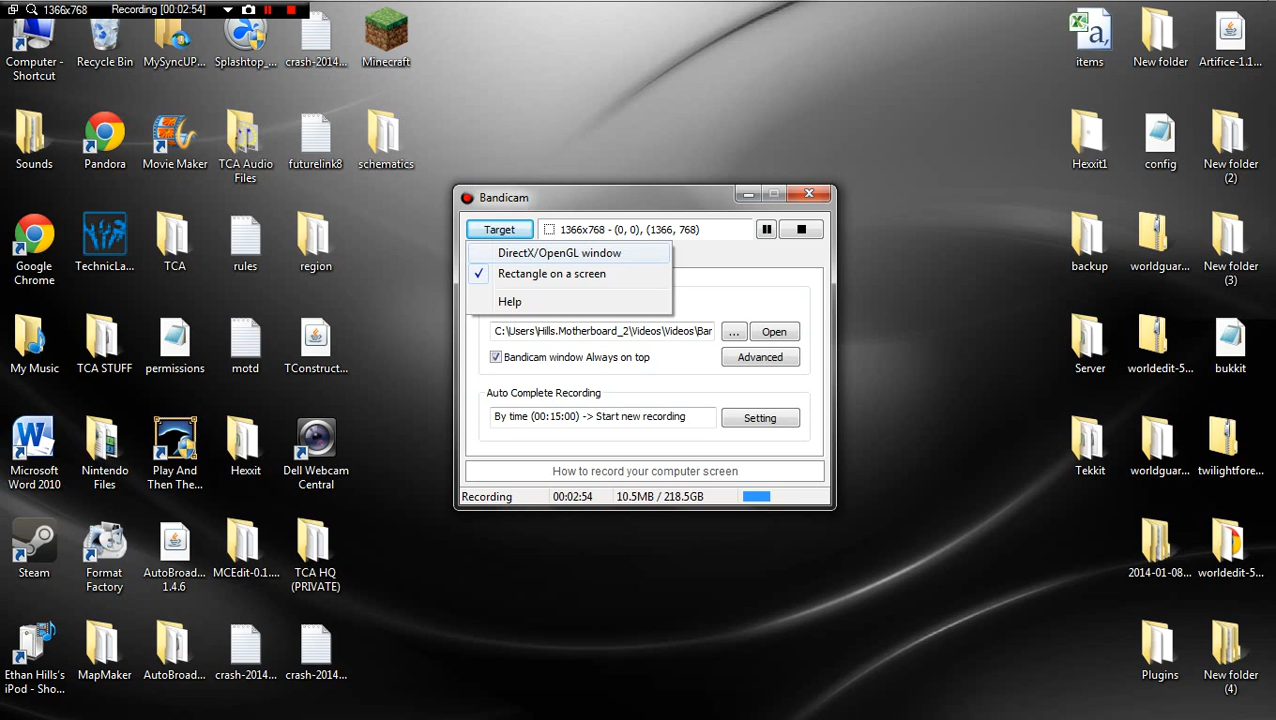 1366x768 Recording [00:02:54]
Computer - Shortcut
Recycle Bin
MySyncUP...
Splashtop_...
crash-2014...
Minecraft
items
New folder
Artifice-1.1...
Sounds
Pandora
Movie Maker
TCA Audio Files
futurelink8
schematics
Hexxit1
config
New folder (2)
Google Chrome
TechnicLa...
TCA
rules
region
backup
worldguar...
New folder (3)
My Music
TCA STUFF
permissions
motd
TConstruct...
Server
worldedit-5...
bukkit
Microsoft Word 2010
Nintendo Files
Play And Then The...
Hexxit
Dell Webcam Central
Tekkit
worldguar...
twilightfore...
Steam
Format Factory
AutoBroad... 1.4.6
MCEdit-0.1....
TCA HQ (PRIVATE)
2014-01-08...
worldedit-5...
Ethan Hills's iPod - Sho...
MapMaker
AutoBroad...
crash-2014...
crash-2014...
Plugins
New folder (4)
Bandicam
Target
1366x768 - (0, 0), (1366, 768)
DirectX/OpenGL window
Rectangle on a screen
Help
C:\Users\Hills.Motherboard_2\Videos\Videos\Bar
...
Open
Bandicam window Always on top
Advanced
Auto Complete Recording
By time (00:15:00) -> Start new recording
Setting
How to record your computer screen
Recording
00:02:54
10.5MB / 218.5GB